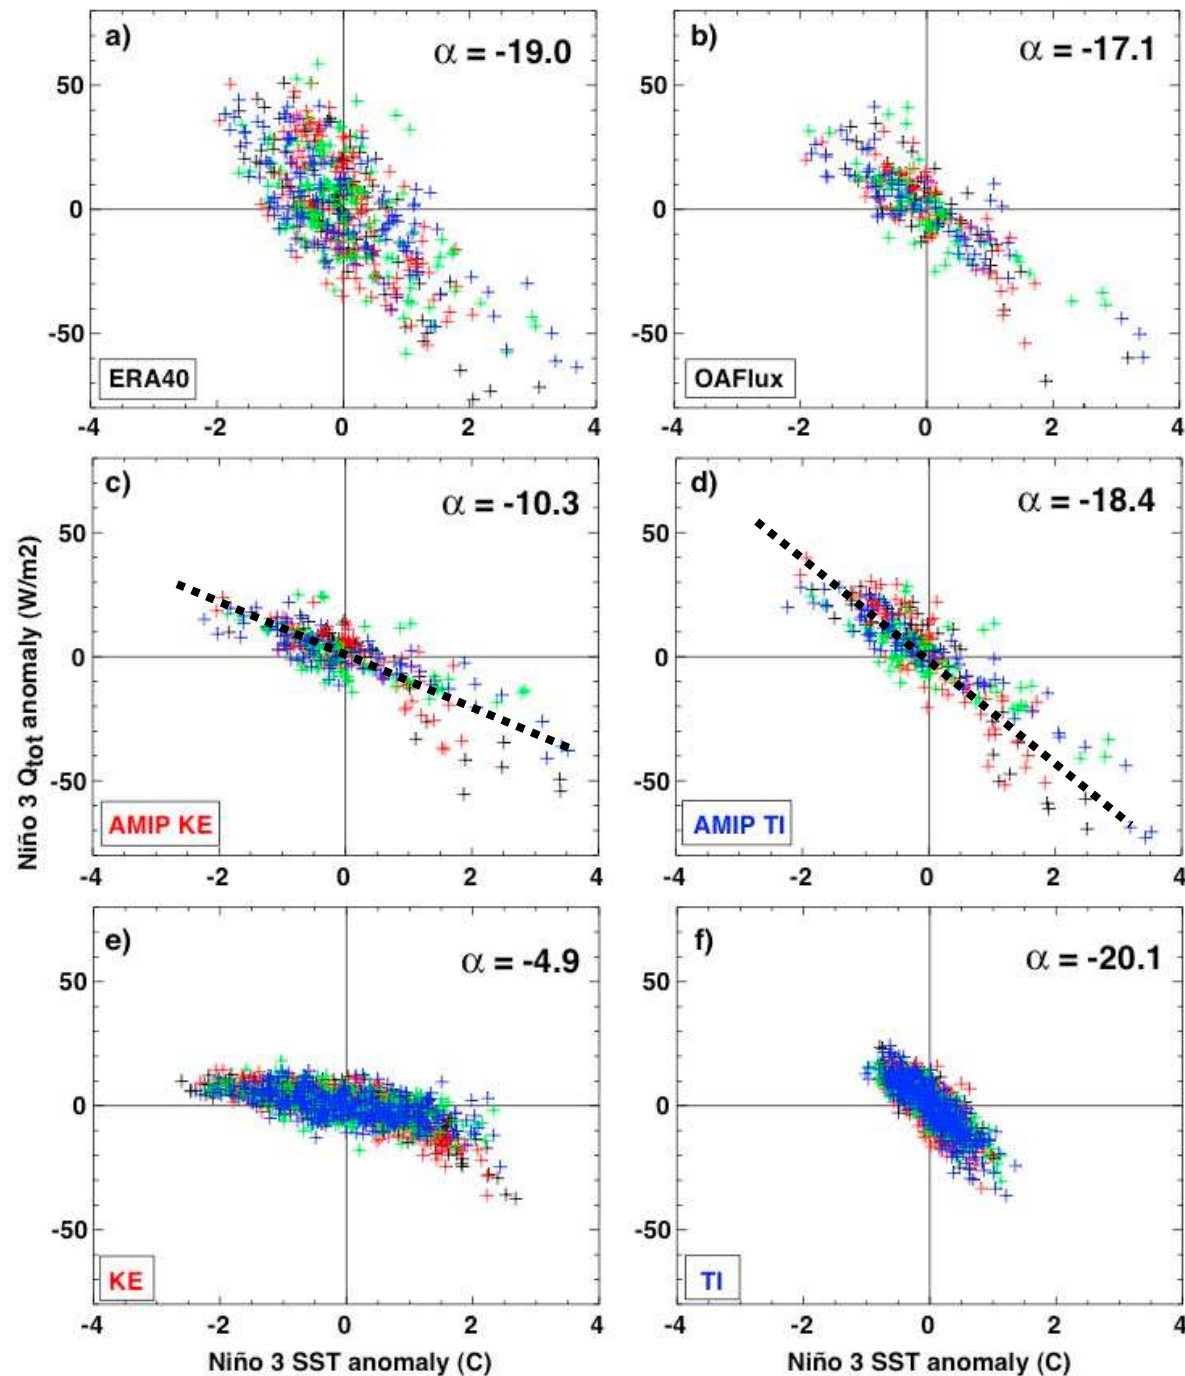 a)
α = -19.0
50
0
-50
ERA40
-4 -2 0 2 4
b)
α = -17.1
50
0
-50
OAFlux
-4 -2 0 2 4
Niño 3 Qtot anomaly (W/m2)
c)
α = -10.3
50
0
-50
AMIP KE
-4 -2 0 2 4
d)
α = -18.4
50
0
-50
AMIP TI
-4 -2 0 2 4
e)
α = -4.9
50
0
-50
KE
-4 -2 0 2 4
Niño 3 SST anomaly (C)
f)
α = -20.1
50
0
-50
TI
-4 -2 0 2 4
Niño 3 SST anomaly (C)